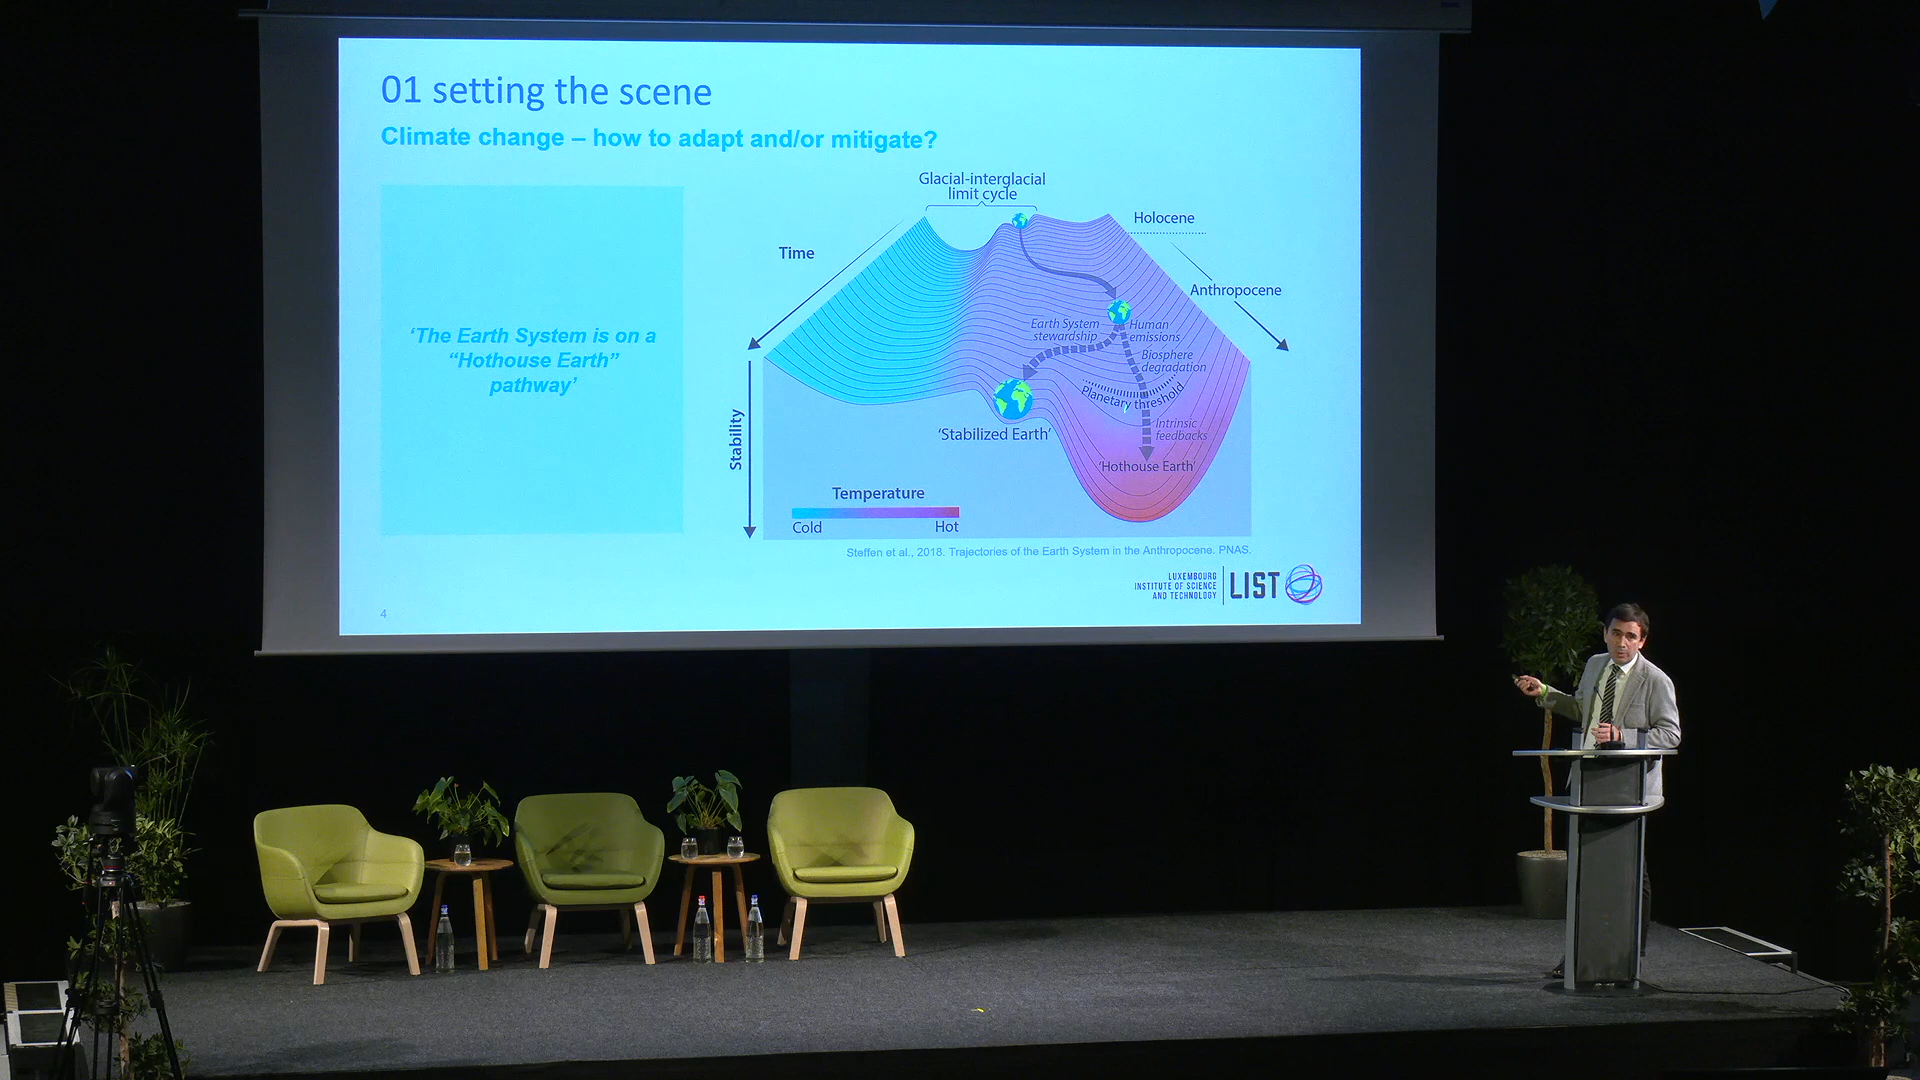 01 setting the scene
Climate change – how to adapt and/or mitigate?
‘The Earth System is on a
“Hothouse Earth”
pathway’
Glacial-interglacial
limit cycle
Holocene
Time
Anthropocene
Earth System
stewardship
Human
emissions
Biosphere
degradation
Planetary threshold
Stability
‘Stabilized Earth’
Intrinsic
feedbacks
‘Hothouse Earth’
Temperature
Cold
Hot
Steffen et al., 2018. Trajectories of the Earth System in the Anthropocene. PNAS.
LUXEMBOURG
INSTITUTE OF SCIENCE
AND TECHNOLOGY
LIST
4